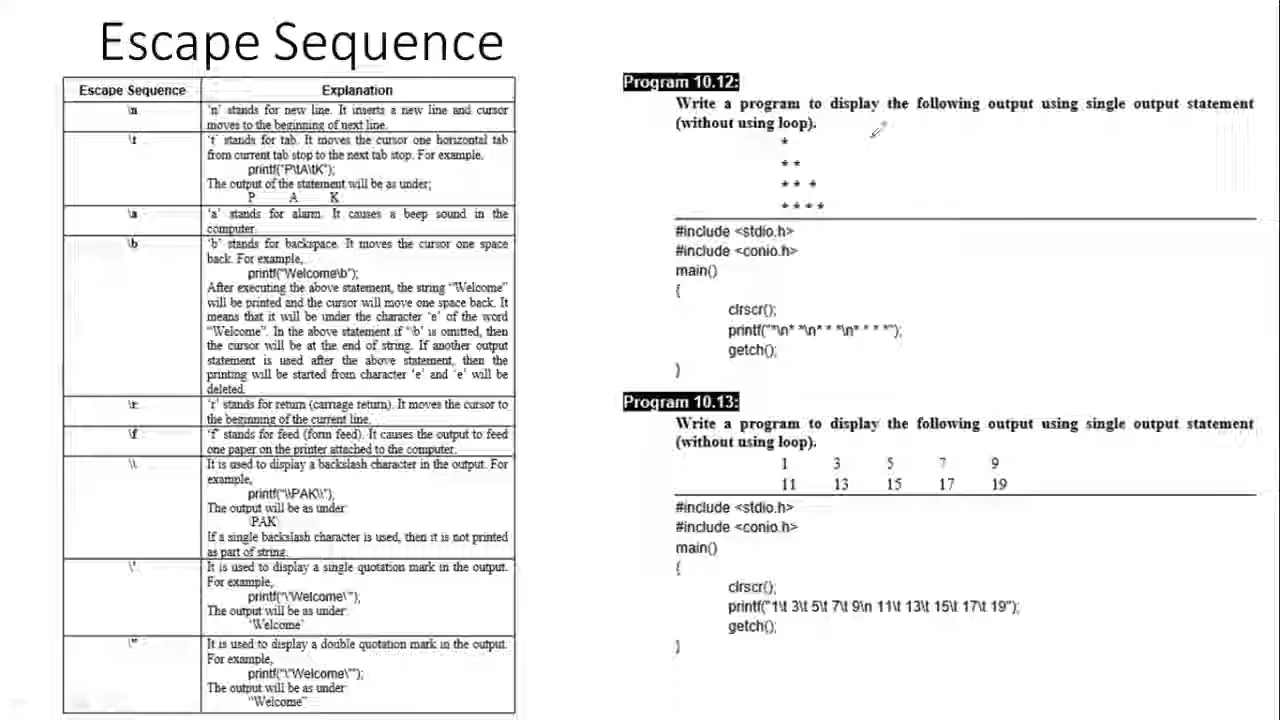 Escape Sequence
Escape Sequence Explanation
\n 'n' stands for new line. It inserts a new line and cursor
moves to the beginning of next line.
\t 't' stands for tab. It moves the cursor one horizontal tab
from current tab stop to the next tab stop. For example,
printf("P\tA\tK");
The output of the statement will be as under;
P A K
\a 'a' stands for alarm. It causes a beep sound in the
computer.
\b 'b' stands for backspace. It moves the cursor one space
back. For example,
printf("Welcome\b");
After executing the above statement, the string "Welcome"
will be printed and the cursor will move one space back. It
means that it will be under the character 'e' of the word
"Welcome". In the above statement if '\b' is omitted, then
the cursor will be at the end of string. If another output
statement is used after the above statement, then the
printing will be started from character 'e' and 'e' will be
deleted.
\r 'r' stands for return (carriage return). It moves the cursor to
the beginning of the current line.
\f 'f' stands for feed (form feed). It causes the output to feed
one paper on the printer attached to the computer.
\\ It is used to display a backslash character in the output. For
example,
printf("\\PAK\\");
The output will be as under
PAK
If a single backslash character is used, then it is not printed
as part of string.
\' It is used to display a single quotation mark in the output.
For example,
printf("\'Welcome\'");
The output will be as under
'Welcome'
\" It is used to display a double quotation mark in the output.
For example,
printf("\"Welcome\"");
The output will be as under
"Welcome"
Program 10.12:
Write a program to display the following output using single output statement
(without using loop).
*
* *
* * *
* * * *
#include <stdio.h>
#include <conio.h>
main()
{
clrscr();
printf("*\n* *\n* * *\n* * * *");
getch();
}
Program 10.13:
Write a program to display the following output using single output statement
(without using loop).
1 3 5 7 9
11 13 15 17 19
#include <stdio.h>
#include <conio.h>
main()
{
clrscr();
printf("1\t 3\t 5\t 7\t 9\n 11\t 13\t 15\t 17\t 19");
getch();
}